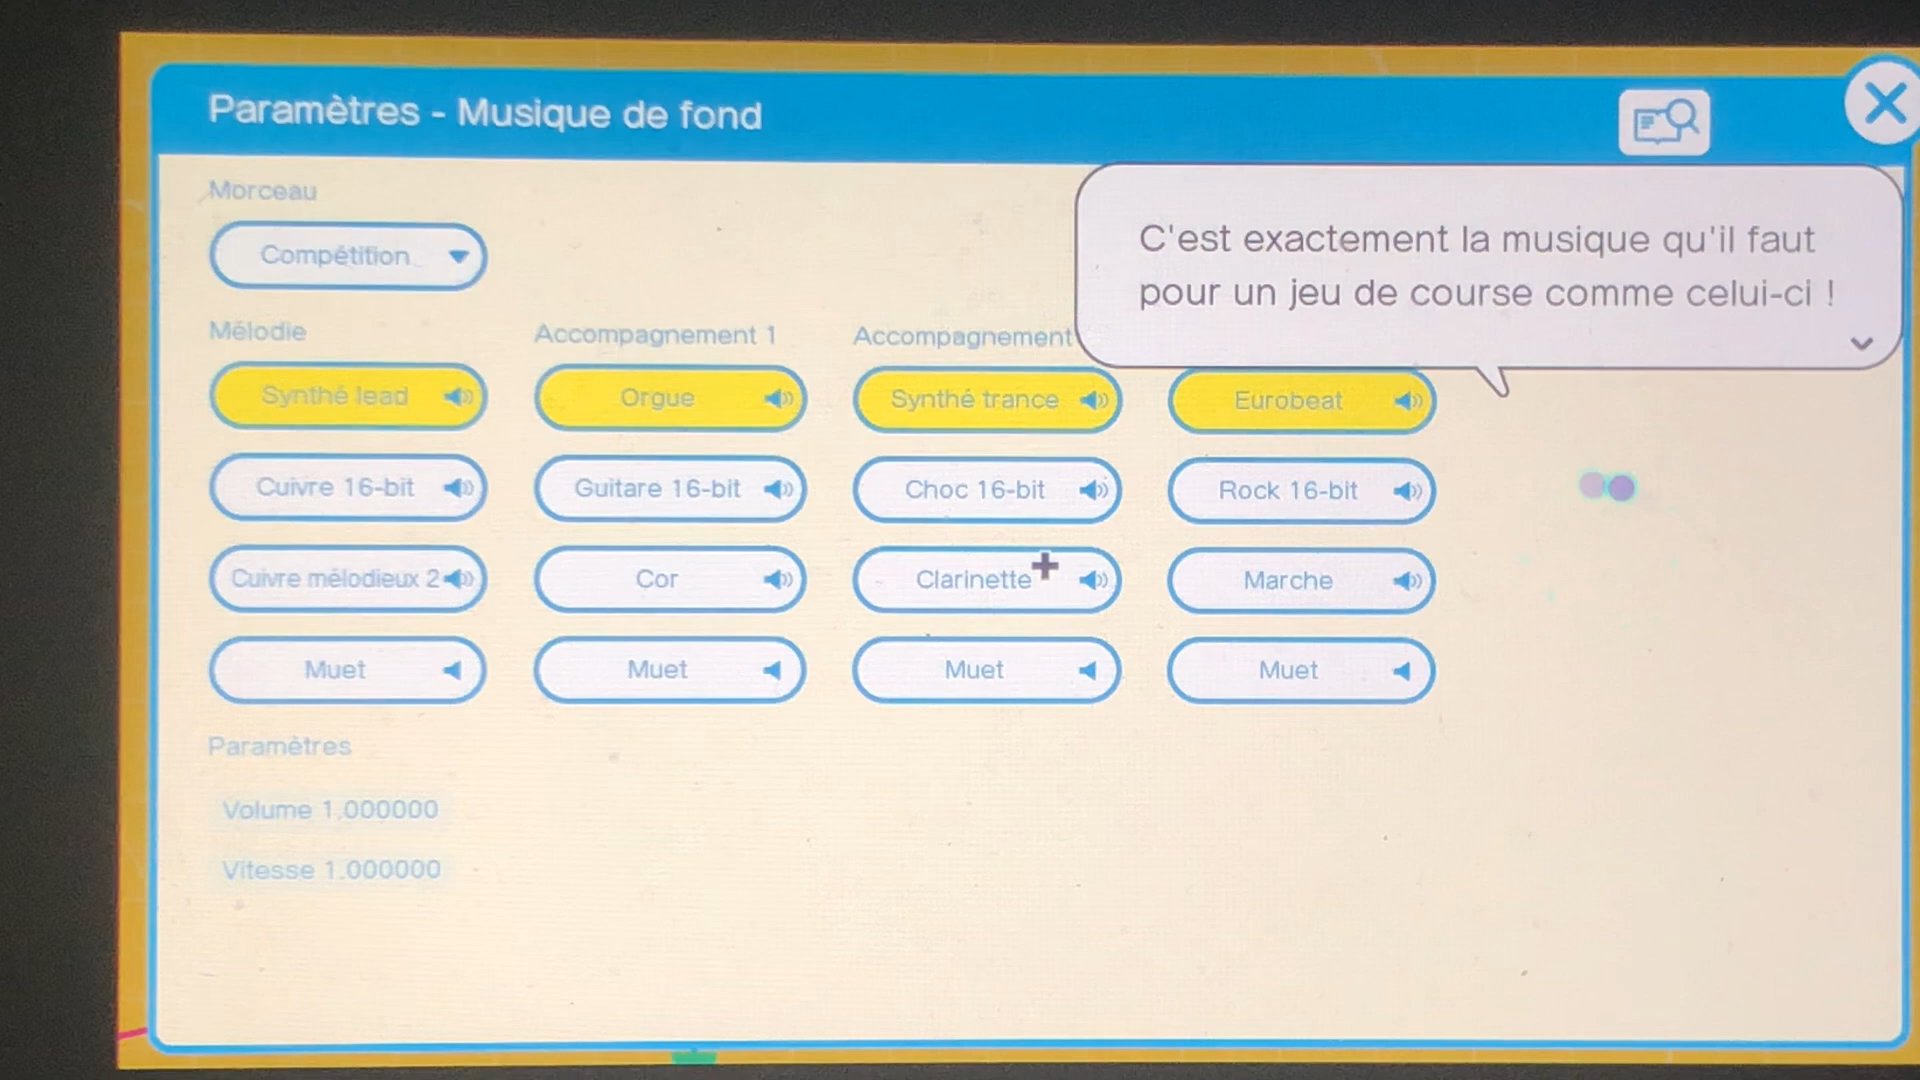 Paramètres - Musique de fond
Morceau
Compétition
C'est exactement la musique qu'il faut
pour un jeu de course comme celui-ci !
Mélodie
Accompagnement 1
Accompagnement
Synthé lead
Orgue
Synthé trance
Eurobeat
Cuivre 16-bit
Guitare 16-bit
Choc 16-bit
Rock 16-bit
Cuivre mélodieux 2
Cor
Clarinette
Marche
Muet
Muet
Muet
Muet
Paramètres
Volume 1.000000
Vitesse 1.000000